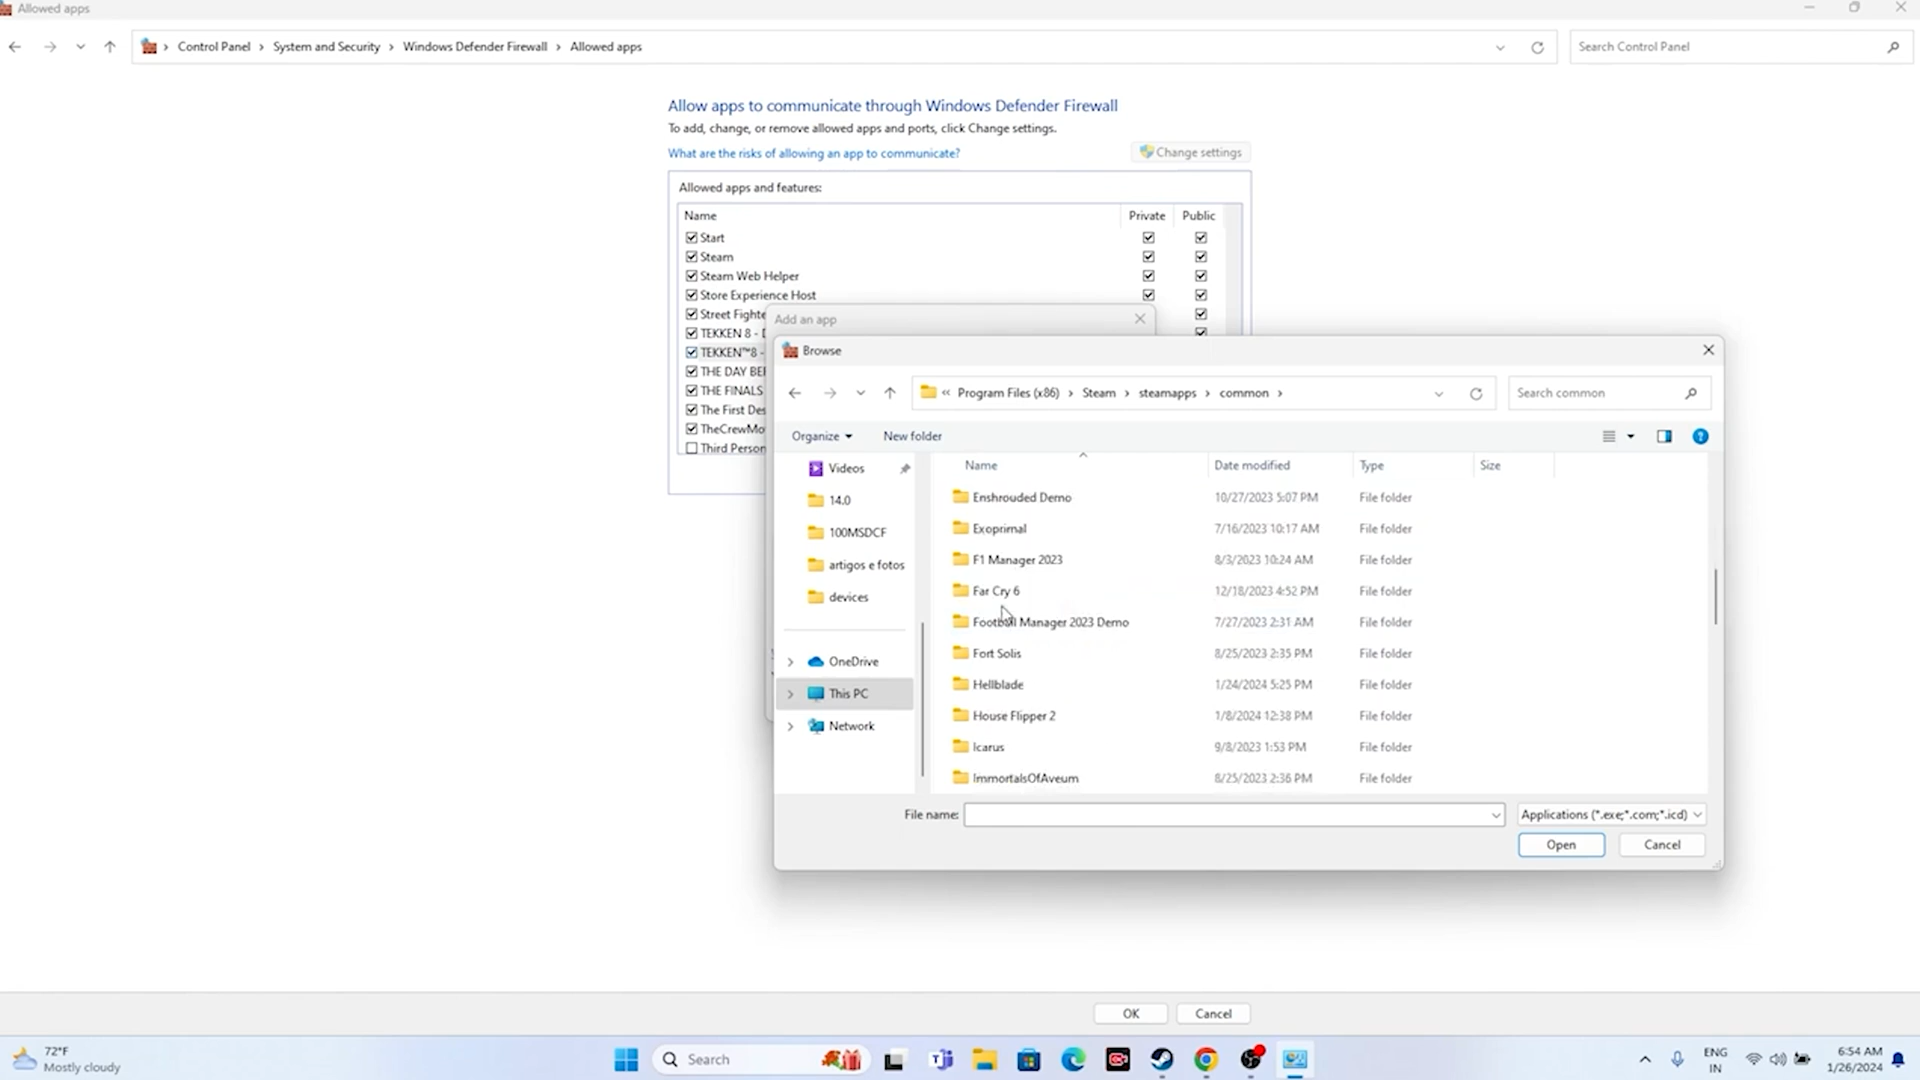 Allowed apps
Control Panel > System and Security > Windows Defender Firewall > Allowed apps
Search Control Panel
Allow apps to communicate through Windows Defender Firewall
To add, change, or remove allowed apps and ports, click Change settings.
What are the risks of allowing an app to communicate?
Change settings
Allowed apps and features:
Name Private Public
Start
Steam
Steam Web Helper
Store Experience Host
Street Fighte
TEKKEN 8 - D
TEKKEN™8 -
THE DAY BEF
THE FINALS
The First Des
TheCrewMo
Third Person
Add an app
Browse
« Program Files (x86) > Steam > steamapps > common >
Search common
Organize New folder
Videos
14.0
100MSDCF
artigos e fotos
devices
OneDrive
This PC
Network
Name Date modified Type Size
Enshrouded Demo 10/27/2023 5:07 PM File folder
Exoprimal 7/16/2023 10:17 AM File folder
F1 Manager 2023 8/3/2023 10:24 AM File folder
Far Cry 6 12/18/2023 4:52 PM File folder
Football Manager 2023 Demo 7/27/2023 2:31 AM File folder
Fort Solis 8/25/2023 2:35 PM File folder
Hellblade 1/24/2024 5:25 PM File folder
House Flipper 2 1/8/2024 12:38 PM File folder
Icarus 9/8/2023 1:53 PM File folder
ImmortalsOfAveum 8/25/2023 2:36 PM File folder
File name:
Applications (*.exe;*.com;*.icd)
Open Cancel
OK Cancel
72°F
Mostly cloudy
Search
ENG
IN
6:54 AM
1/26/2024